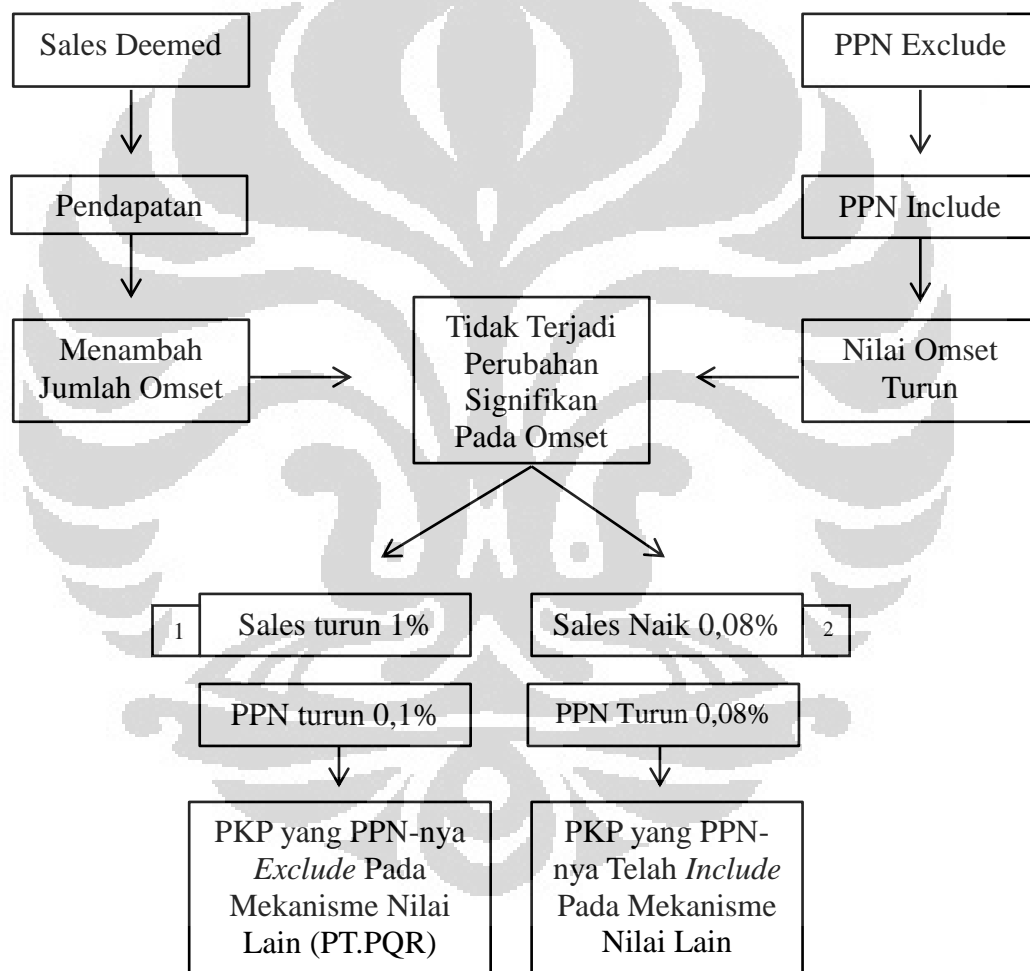 Sales Deemed
PPN Exclude
Pendapatan
PPN Include
Menambah
Jumlah Omset
Tidak Terjadi
Perubahan
Signifikan
Pada Omset
Nilai Omset
Turun
1
Sales turun 1%
Sales Naik 0,08%
2
PPN turun 0,1%
PPN Turun 0,08%
PKP yang PPN-nya
Exclude Pada
Mekanisme Nilai
Lain (PT.PQR)
PKP yang PPN-
nya Telah Include
Pada Mekanisme
Nilai Lain